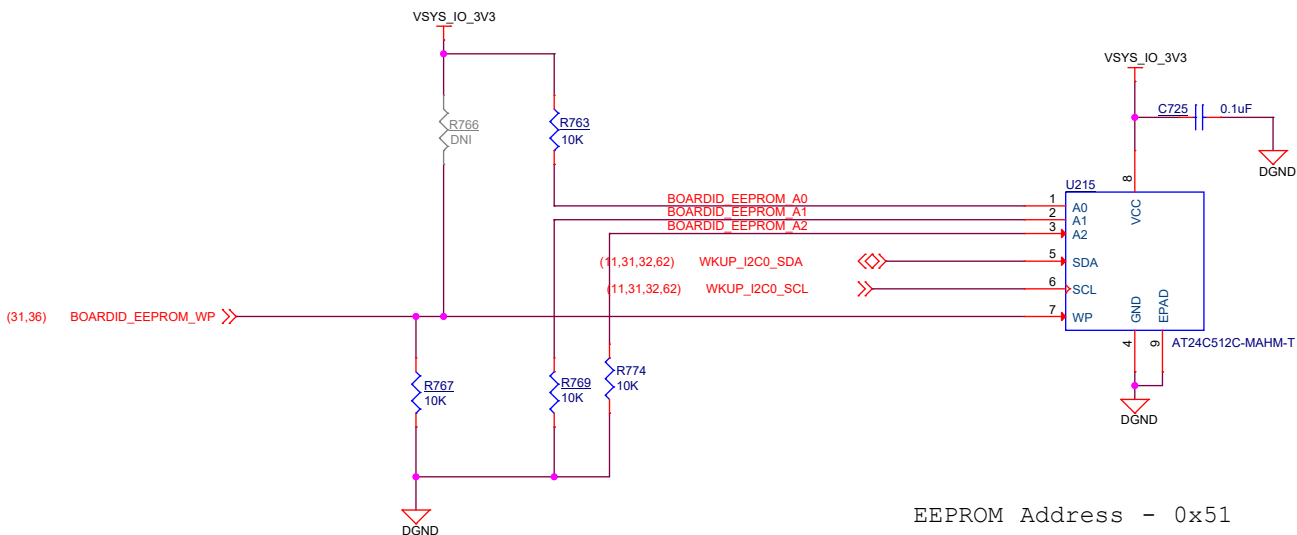 VSYS_IO_3V3
VSYS_IO_3V3
C725 0.1uF
DGND
R766
DNI
R763
10K
U215
8
VCC
BOARDID_EEPROM_A0 1 A0
BOARDID_EEPROM_A1 2 A1
BOARDID_EEPROM_A2 3 A2
(11,31,32,62) WKUP_I2C0_SDA 5 SDA
(11,31,32,62) WKUP_I2C0_SCL 6 SCL
(31,36) BOARDID_EEPROM_WP 7 WP
GND
EPAD
4
9
AT24C512C-MAHM-T
R767
10K
R769
10K
R774
10K
DGND
DGND
EEPROM Address - 0x51